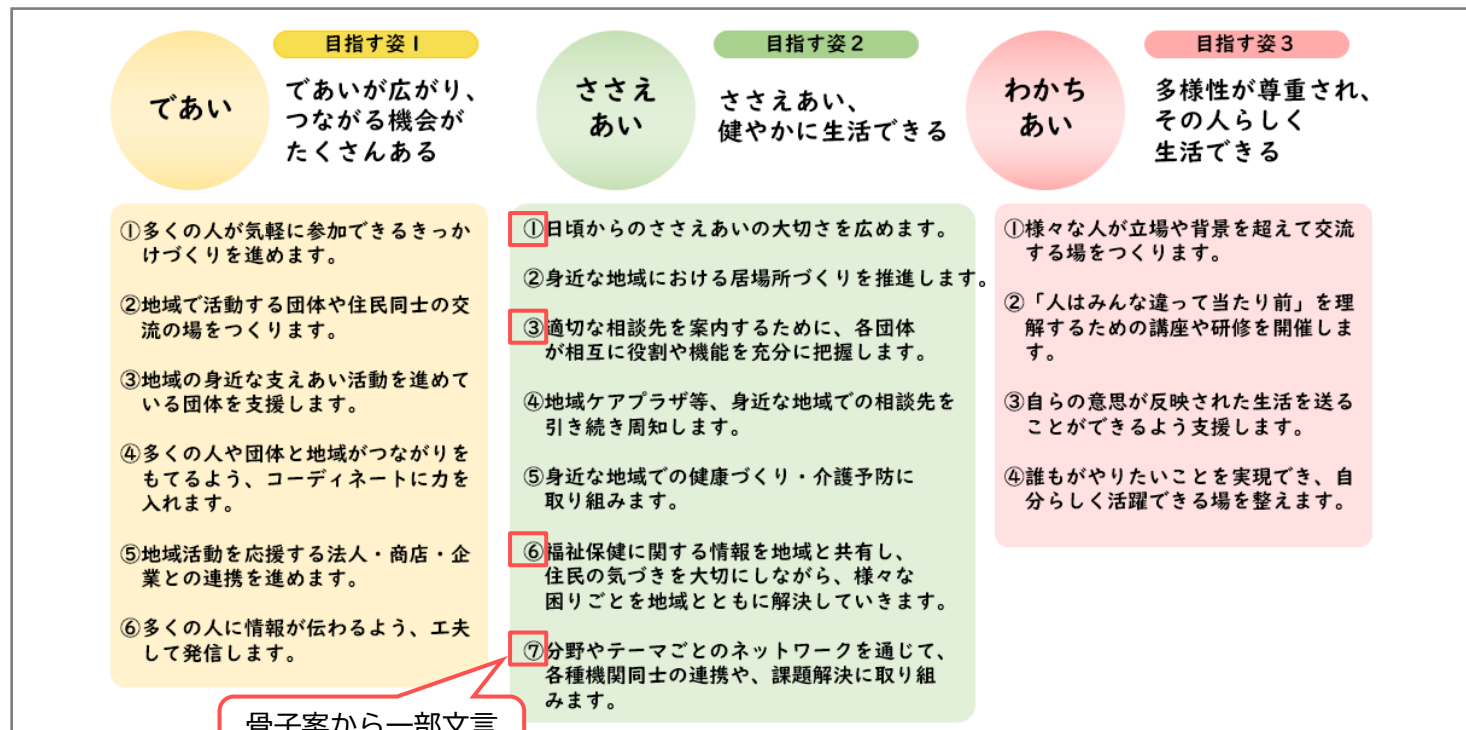 目指す姿1
であい
であいが広がり、
つながる機会が
たくさんある
①多くの人が気軽に参加できるきっか
けづくりを進めます。
②地域で活動する団体や住民同士の交
流の場をつくります。
③地域の身近な支えあい活動を進めて
いる団体を支援します。
④多くの人や団体と地域がつながりを
もてるよう、コーディネートに力を
入れます。
⑤地域活動を応援する法人・商店・企
業との連携を進めます。
⑥多くの人に情報が伝わるよう、工夫
して発信します。
目指す姿2
ささえ
あい
ささえあい、
健やかに生活できる
①日頃からのささえあいの大切さを広めます。
②身近な地域における居場所づくりを推進します。
③適切な相談先を案内するために、各団体
が相互に役割や機能を充分に把握します。
④地域ケアプラザ等、身近な地域での相談先を
引き続き周知します。
⑤身近な地域での健康づくり・介護予防に
取り組みます。
⑥福祉保健に関する情報を地域と共有し、
住民の気づきを大切にしながら、様々な
困りごとを地域とともに解決していきます。
⑦分野やテーマごとのネットワークを通じて、
各種機関同士の連携や、課題解決に取り組
みます。
目指す姿3
わかち
あい
多様性が尊重され、
その人らしく
生活できる
①様々な人が立場や背景を超えて交流
する場をつくります。
②「人はみんな違って当たり前」を理
解するための講座や研修を開催しま
す。
③自らの意思が反映された生活を送る
ことができるよう支援します。
④誰もがやりたいことを実現でき、自
分らしく活躍できる場を整えます。
骨子案から一部文言